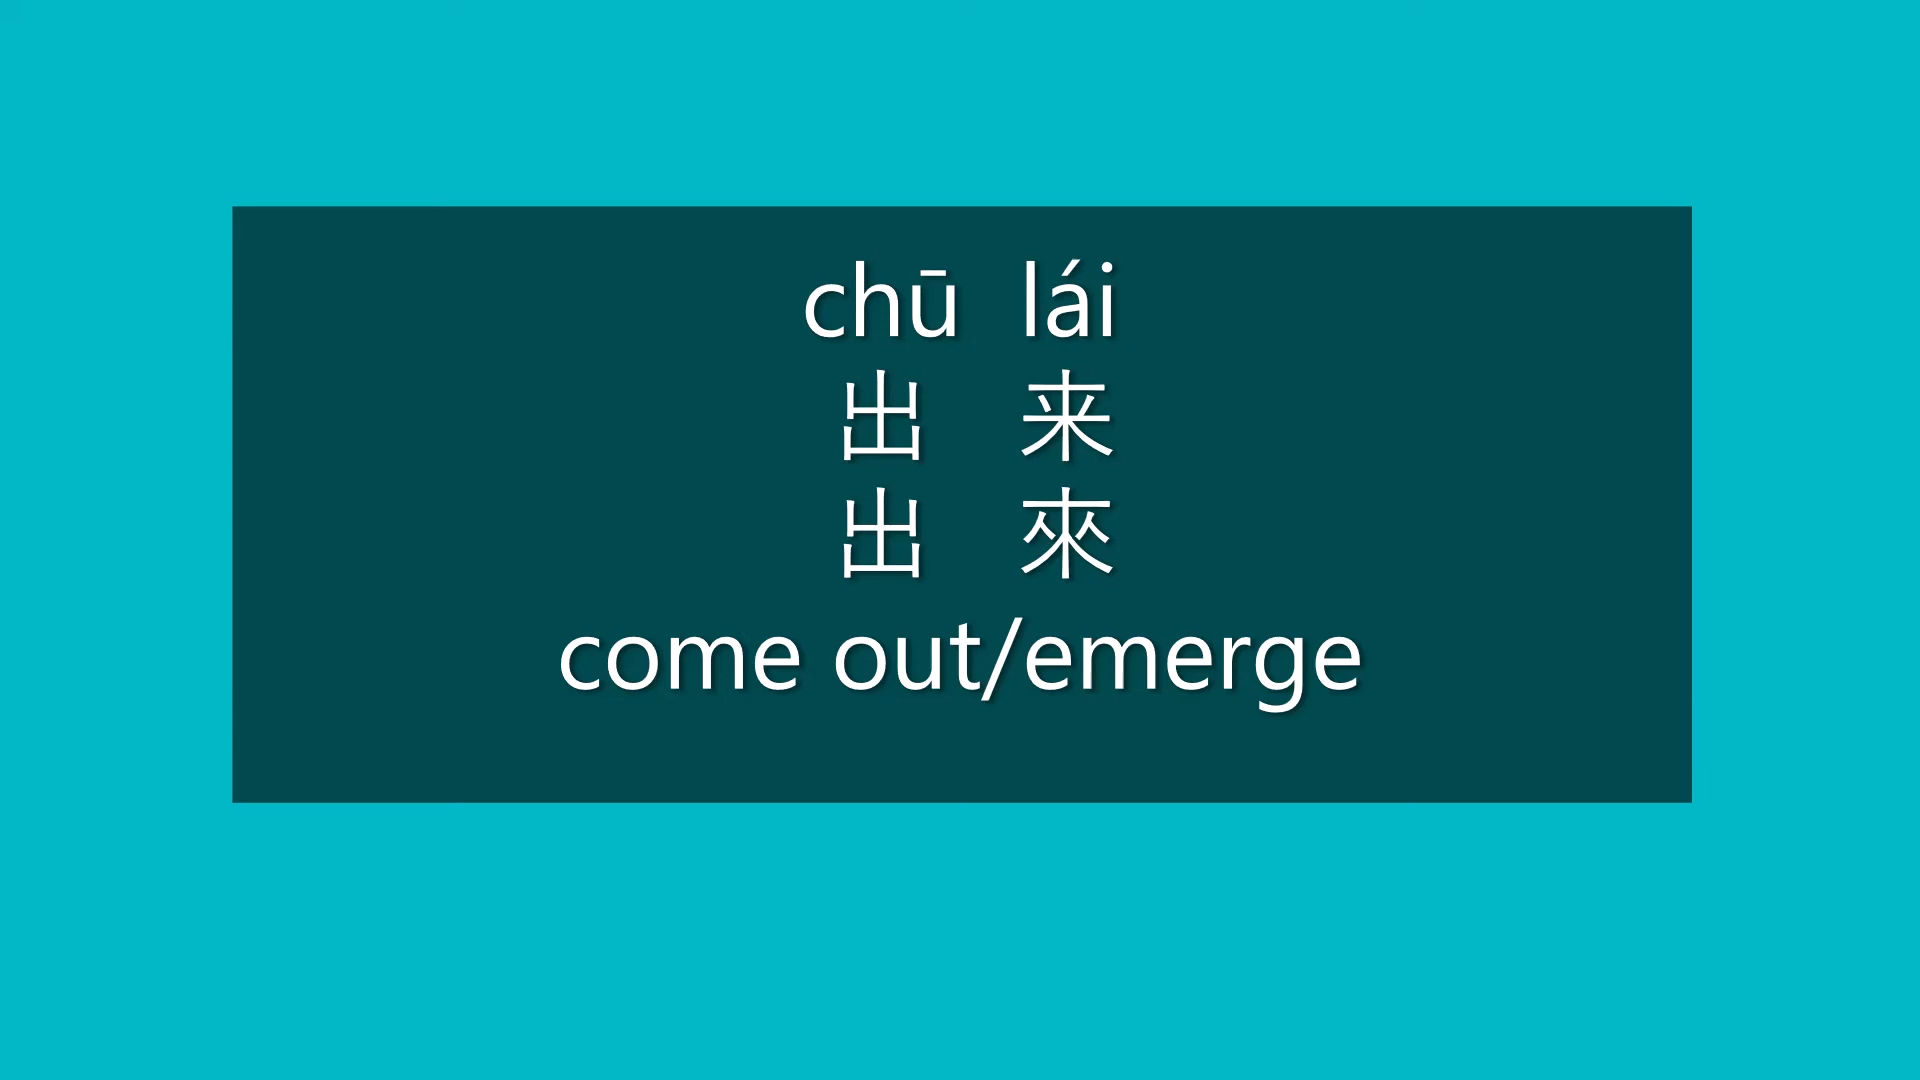 chū lái
出 来
出 來
come out/emerge